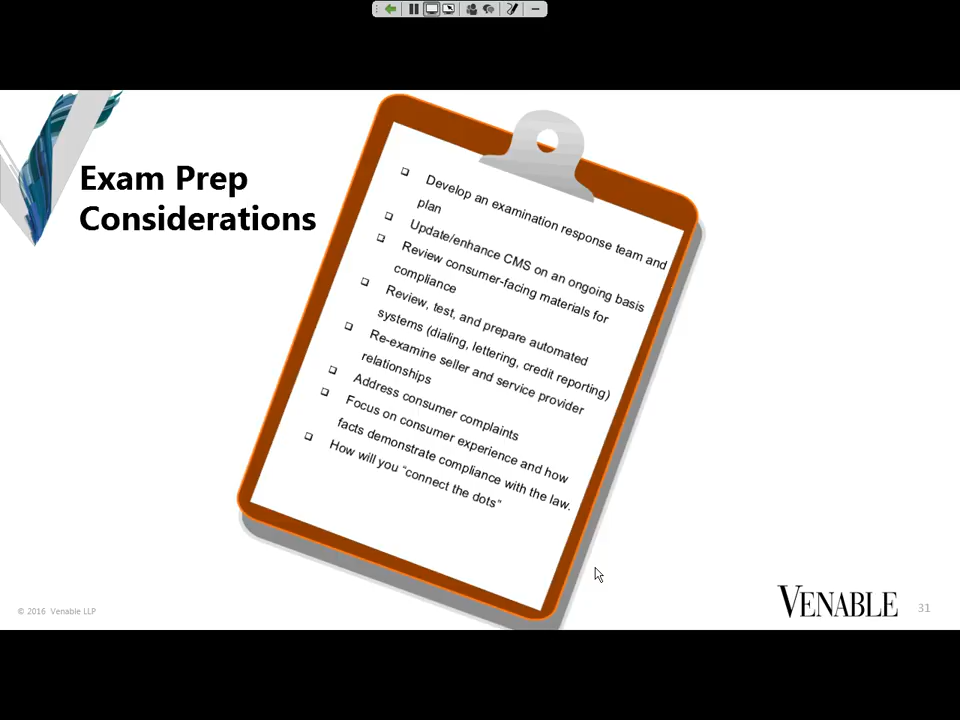 Exam Prep
Considerations
❑ Develop an examination response team and
plan
❑ Update/enhance CMS on an ongoing basis
❑ Review consumer-facing materials for
compliance
❑ Review, test, and prepare automated
systems (dialing, lettering, credit reporting)
❑ Re-examine seller and service provider
relationships
❑ Address consumer complaints
❑ Focus on consumer experience and how
facts demonstrate compliance with the law.
❑ How will you “connect the dots”
© 2016 Venable LLP
VENABLE
31